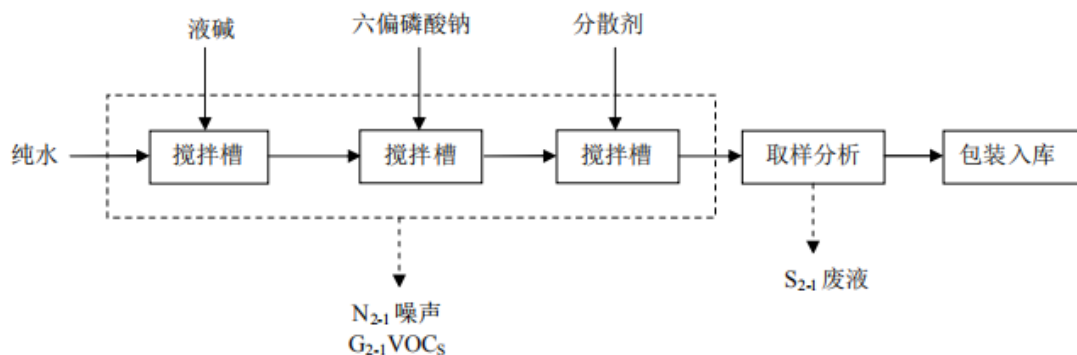 液碱
六偏磷酸钠
分散剂
纯水
搅拌槽
搅拌槽
搅拌槽
取样分析
包装入库
S2-1 废液
N2-1 噪声
G2-1VOCS